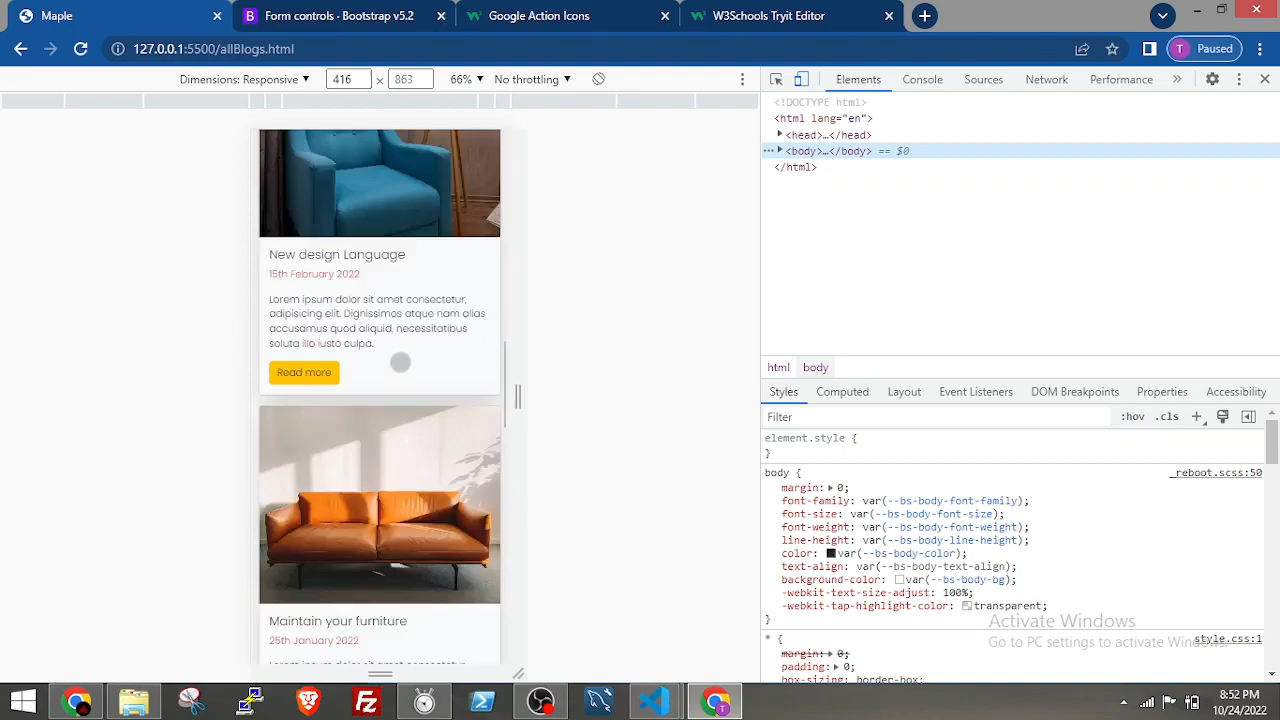 Maple
Form controls · Bootstrap v5.2
Google Action Icons
W3Schools Tryit Editor
127.0.0.1:5500/allBlogs.html
T Paused
Dimensions: Responsive 416 × 863 66% No throttling
Elements Console Sources Network Performance »
<!DOCTYPE html>
<html lang="en">
<head>…</head>
<body>…</body> == $0
</html>
New design Language
15th February 2022
Lorem ipsum dolor sit amet consectetur,
adipisicing elit. Dignissimos atque nam alias
accusamus quod aliquid, necessitatibus
soluta illo iusto culpa.
Read more
Maintain your furniture
25th January 2022
html body
Styles Computed Layout Event Listeners DOM Breakpoints Properties Accessibility
Filter :hov .cls +
element.style {
}
body { _reboot.scss:50
margin: 0;
font-family: var(--bs-body-font-family);
font-size: var(--bs-body-font-size);
font-weight: var(--bs-body-font-weight);
line-height: var(--bs-body-line-height);
color: var(--bs-body-color);
text-align: var(--bs-body-text-align);
background-color: var(--bs-body-bg);
-webkit-text-size-adjust: 100%;
-webkit-tap-highlight-color: transparent;
}
* { style.css:1
margin: 0;
padding: 0;
box-sizing: border-box;
Activate Windows
Go to PC settings to activate Windows.
8:52 PM
10/24/2022